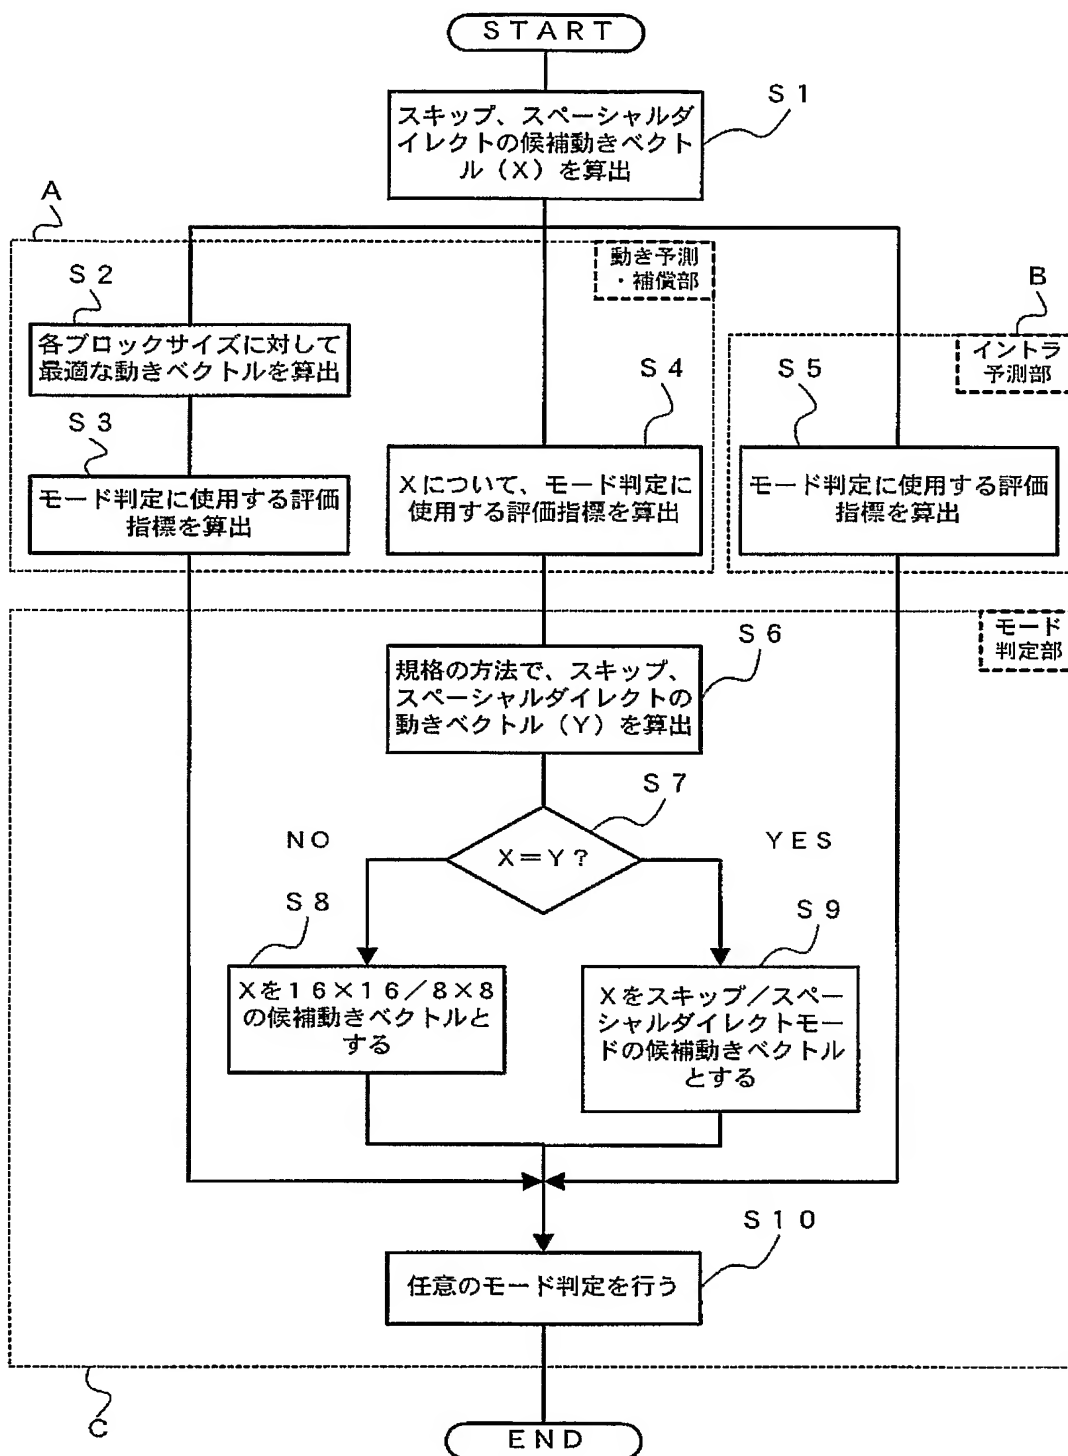 START
S1
スキップ、スペーシャルダ
イレクトの候補動きベクト
ル（X）を算出
A
動き予測
・補償部
S2
各ブロックサイズに対して
最適な動きベクトルを算出
B
イントラ
予測部
S3
モード判定に使用する評価
指標を算出
S4
Xについて、モード判定に
使用する評価指標を算出
S5
モード判定に使用する評価
指標を算出
モード
判定部
S6
規格の方法で、スキップ、
スペーシャルダイレクトの
動きベクトル（Y）を算出
S7
X＝Y？
NO
YES
S8
Xを16×16／8×8
の候補動きベクトルと
する
S9
Xをスキップ／スペー
シャルダイレクトモー
ドの候補動きベクトル
とする
S10
任意のモード判定を行う
C
END